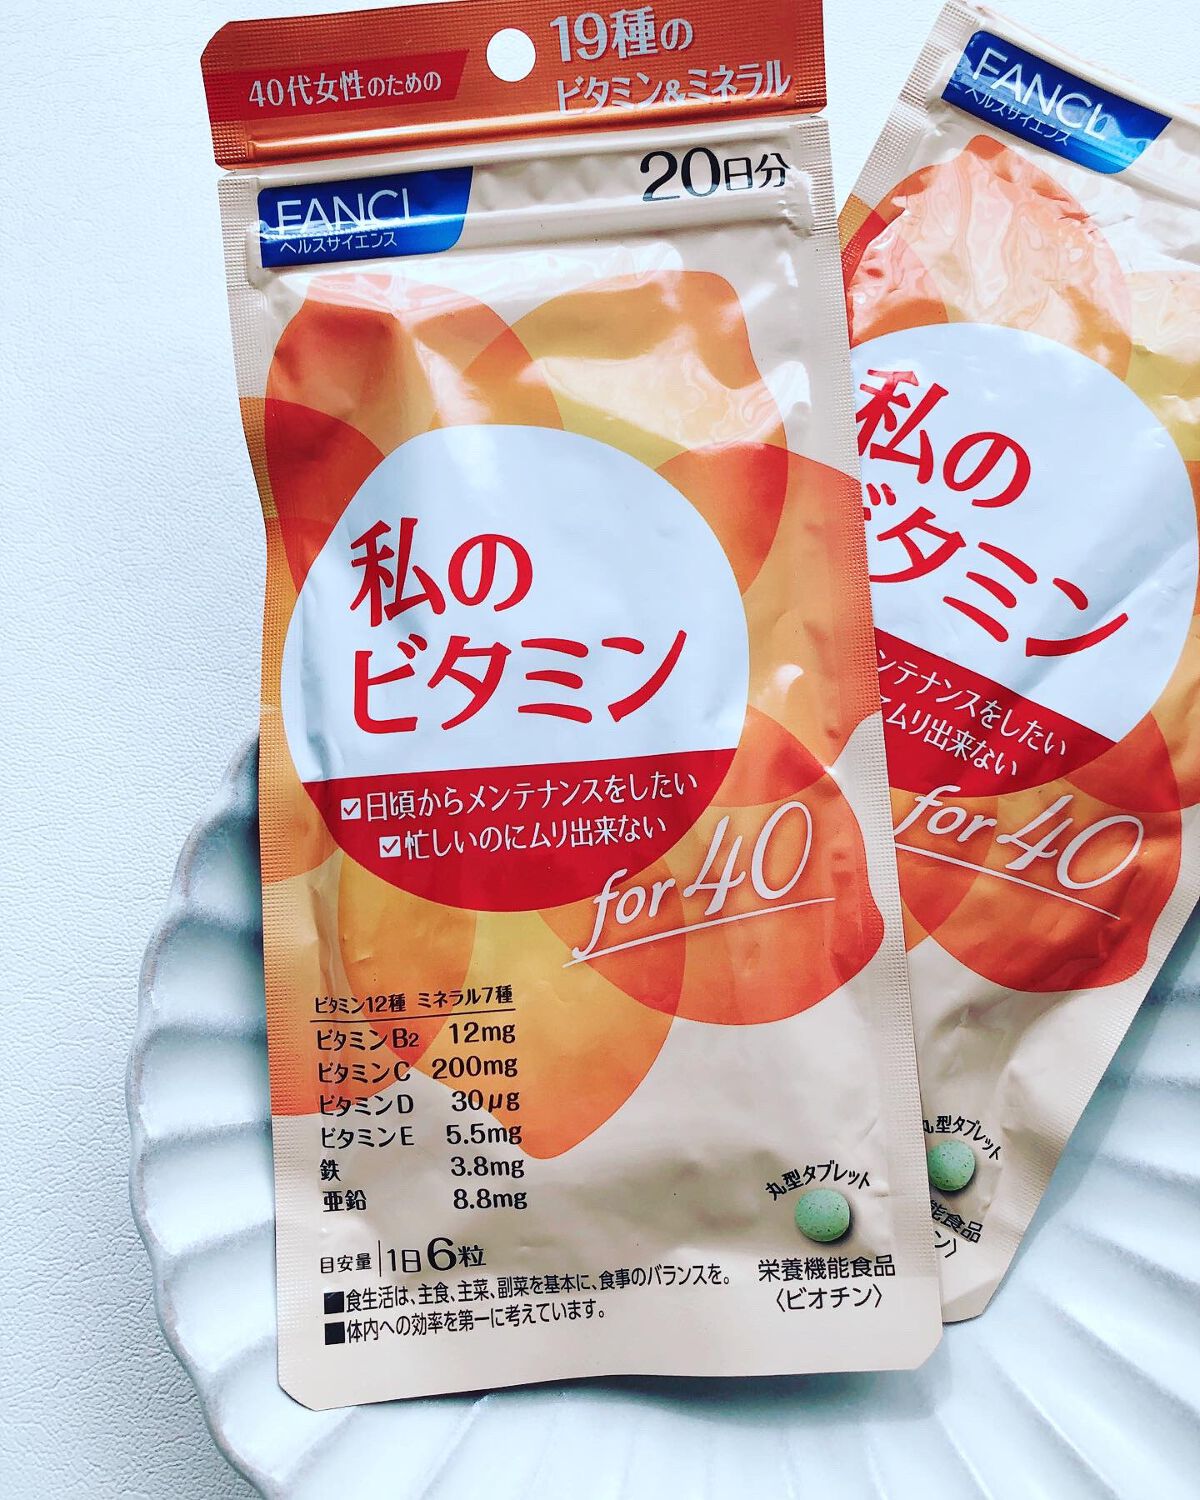 40代女性のための
19種の
ビタミン&ミネラル
FANCL
ヘルスサイエンス
20日分
私の
ビタミン
☑日頃からメンテナンスをしたい
☑忙しいのにムリ出来ない
for 40
ビタミン12種 ミネラル7種
ビタミンB2 12mg
ビタミンC 200mg
ビタミンD 30μg
ビタミンE 5.5mg
鉄 3.8mg
亜鉛 8.8mg
目安量 1日6粒
■食生活は、主食、主菜、副菜を基本に、食事のバランスを。
■体内への効率を第一に考えています。
丸型タブレット
栄養機能食品
〈ビオチン〉
FANCL
ヘルスサイエンス
私の
ビタミン
ンテナンスをしたい
にムリ出来ない
for 40
丸型タブレット
能食品
ン〉